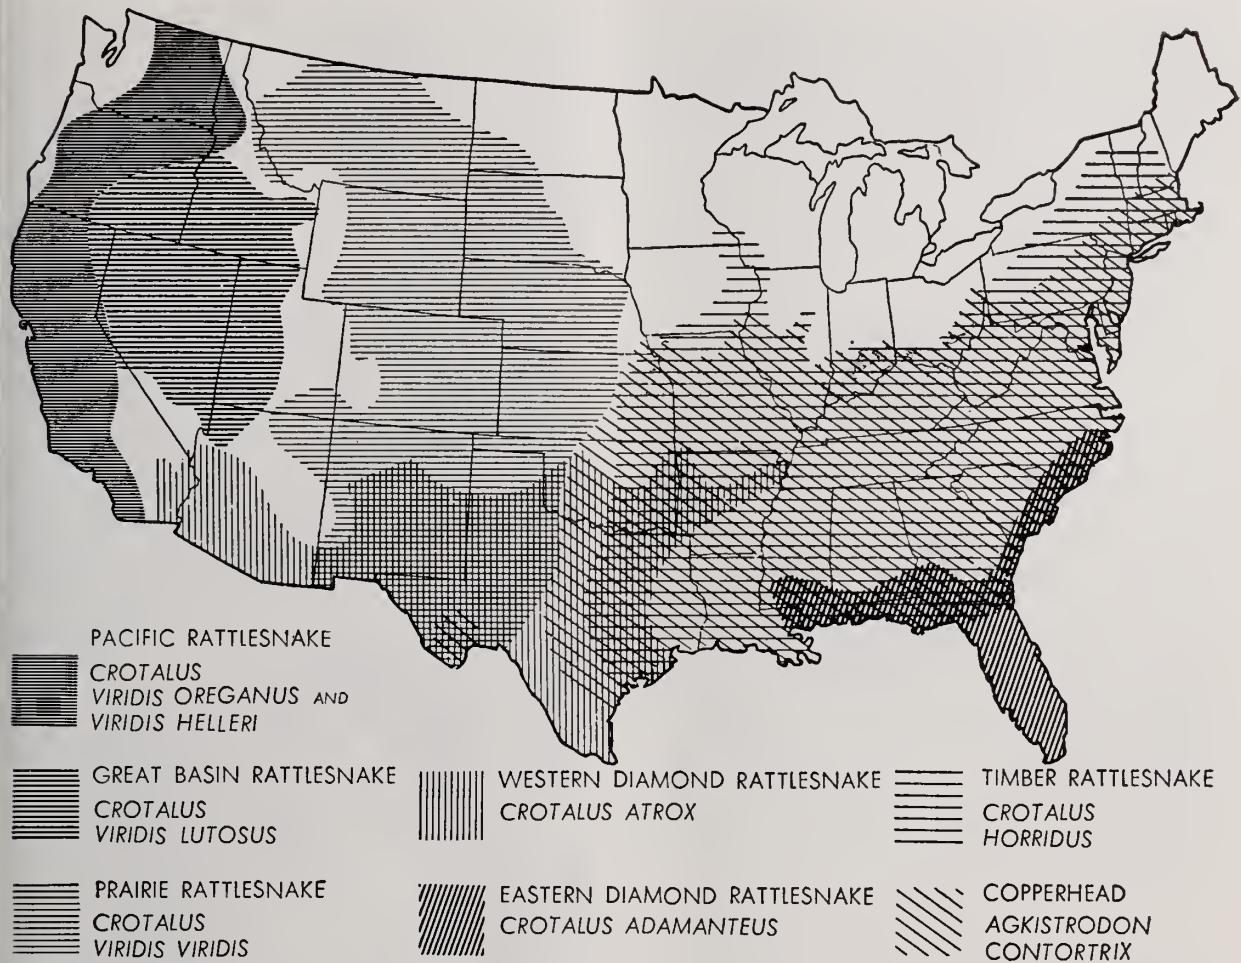 PACIFIC RATTLESNAKE
CROTALUS
VIRIDIS OREGANUS AND
VIRIDIS HELLERI
GREAT BASIN RATTLESNAKE
CROTALUS
VIRIDIS LUTOSUS
PRAIRIE RATTLESNAKE
CROTALUS
VIRIDIS VIRIDIS
WESTERN DIAMOND RATTLESNAKE
CROTALUS ATROX
EASTERN DIAMOND RATTLESNAKE
CROTALUS ADAMANTEUS
TIMBER RATTLESNAKE
CROTALUS
HORRIDUS
COPPERHEAD
AGKISTRODON
CONTORTRIX